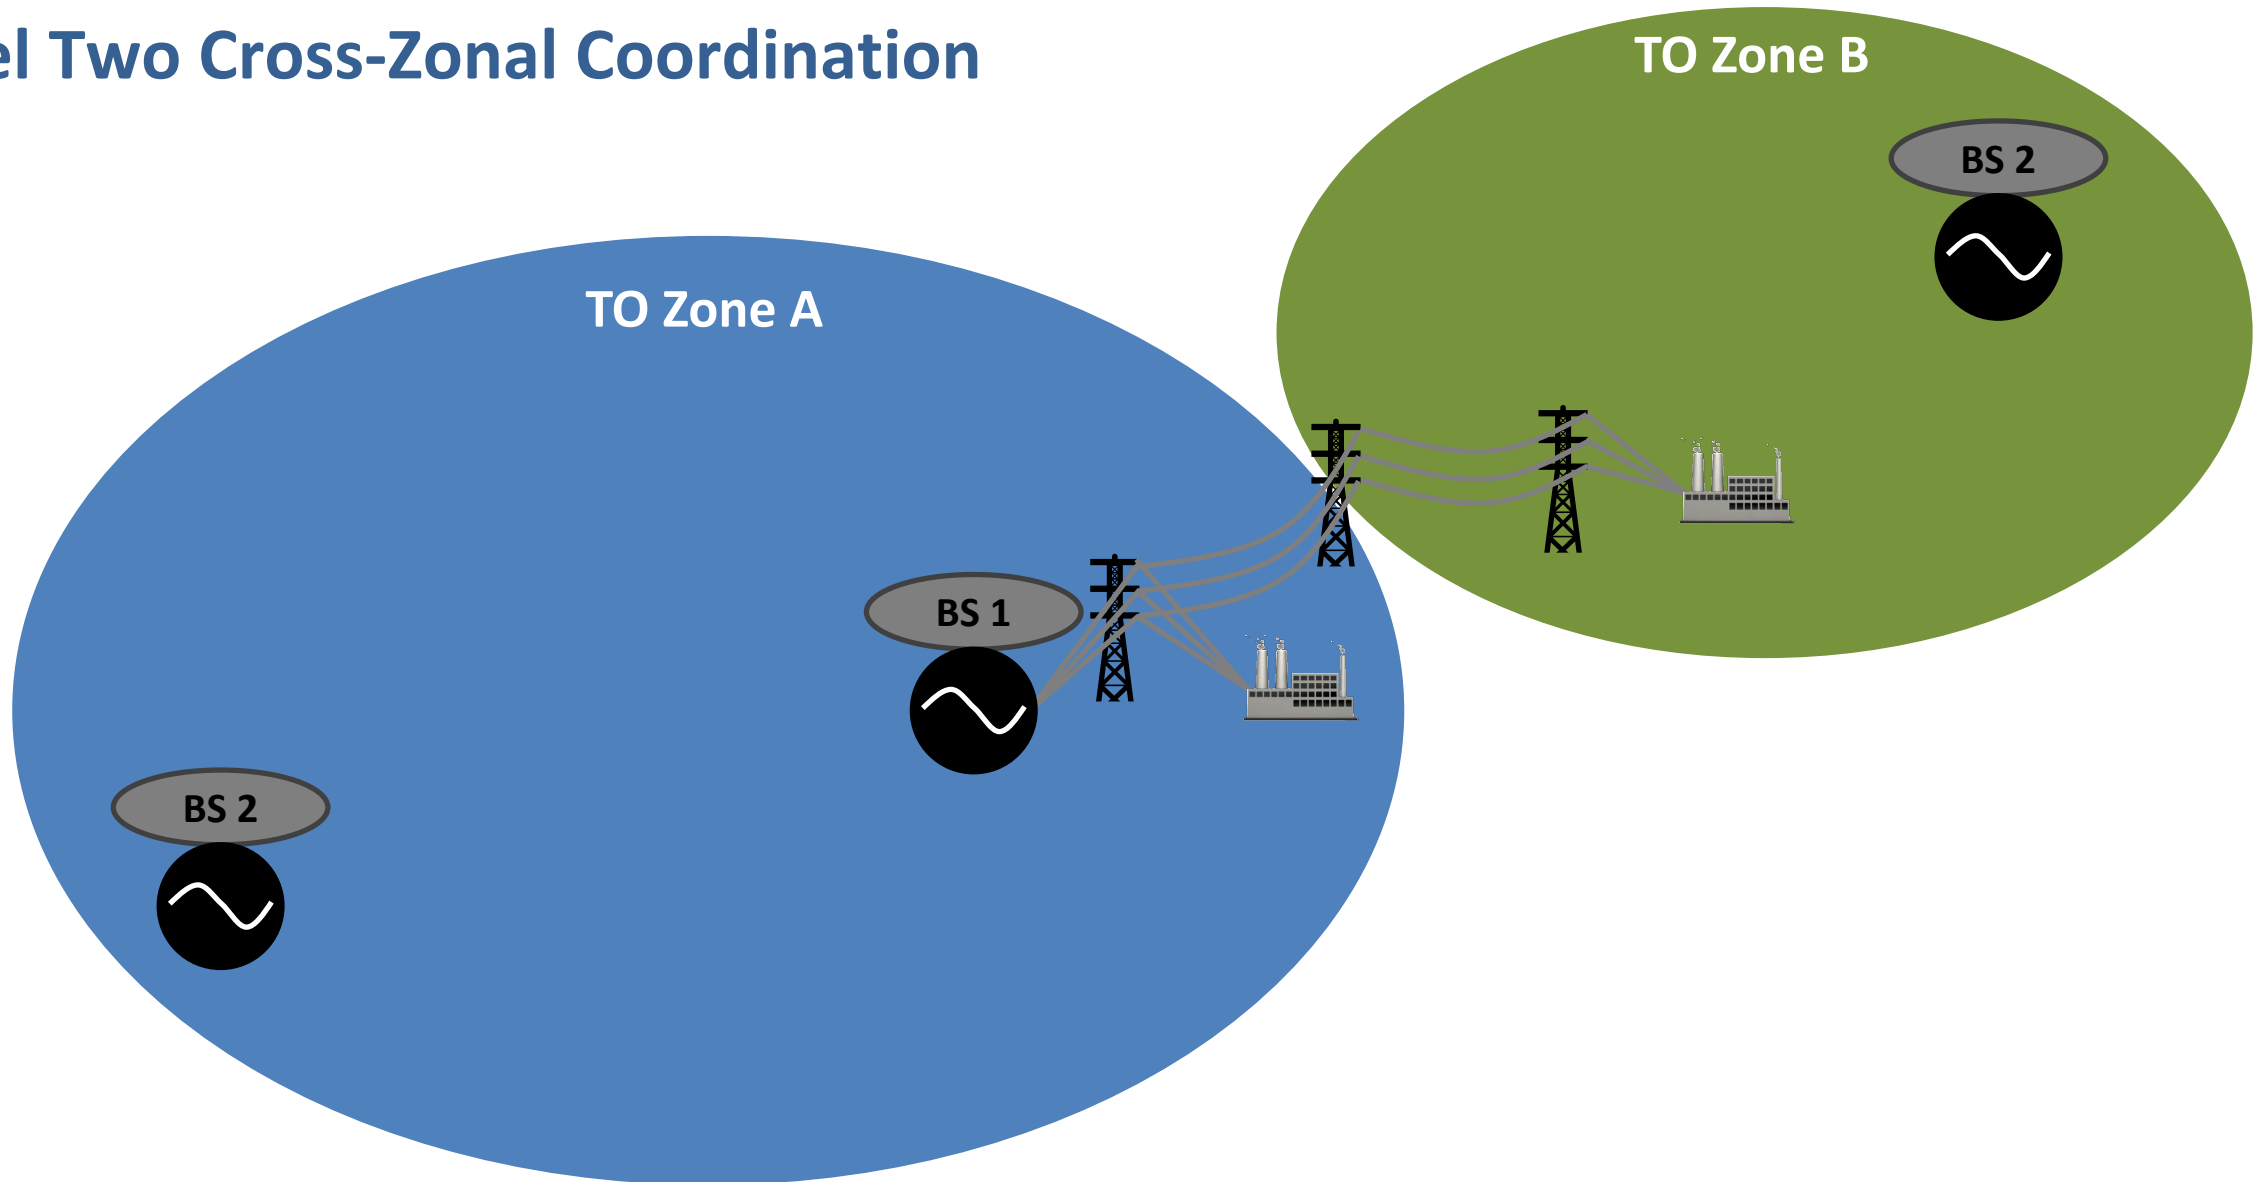 el Two Cross-Zonal Coordination
TO Zone B
BS 2
TO Zone A
BS 1
BS 2